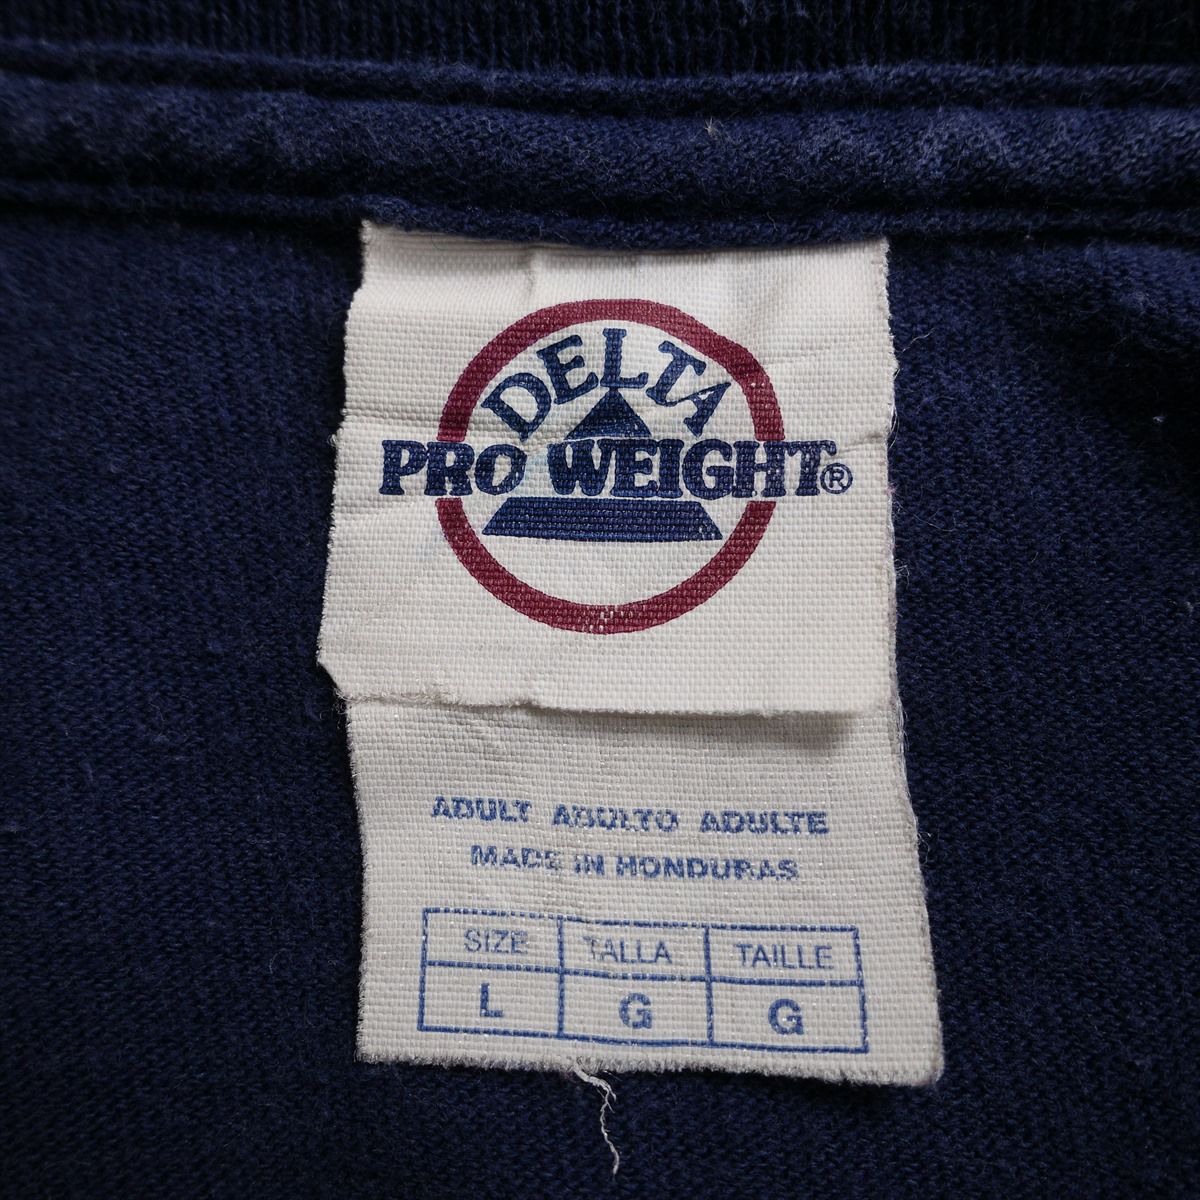 DELTA
PRO WEIGHT®
ADULT ADULTO ADULTE
MADE IN HONDURAS
SIZE TALLA TAILLE
L G G